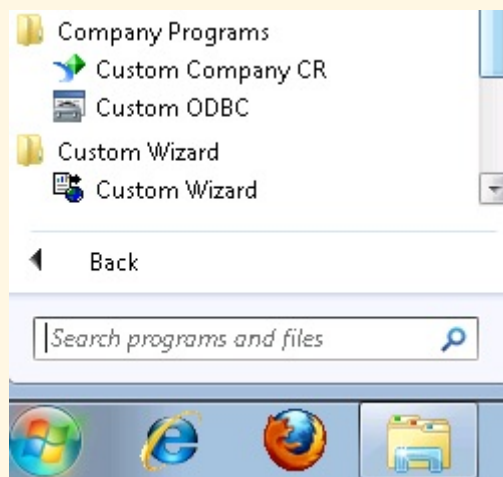 Company Programs
Custom Company CR
Custom ODBC
Custom Wizard
Custom Wizard
Back
Search programs and files